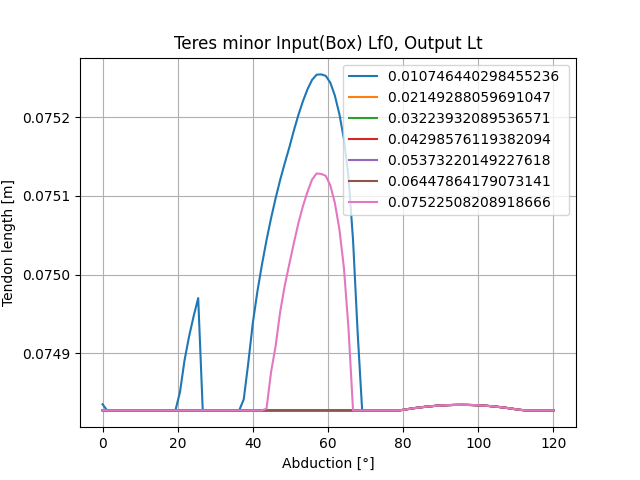 Teres minor Input(Box) Lf0, Output Lt
0.010746440298455236
0.02149288059691047
0.03223932089536571
0.04298576119382094
0.05373220149227618
0.06447864179073141
0.07522508208918666
Tendon length [m]
0.0752
0.0751
0.0750
0.0749
0 20 40 60 80 100 120
Abduction [°]